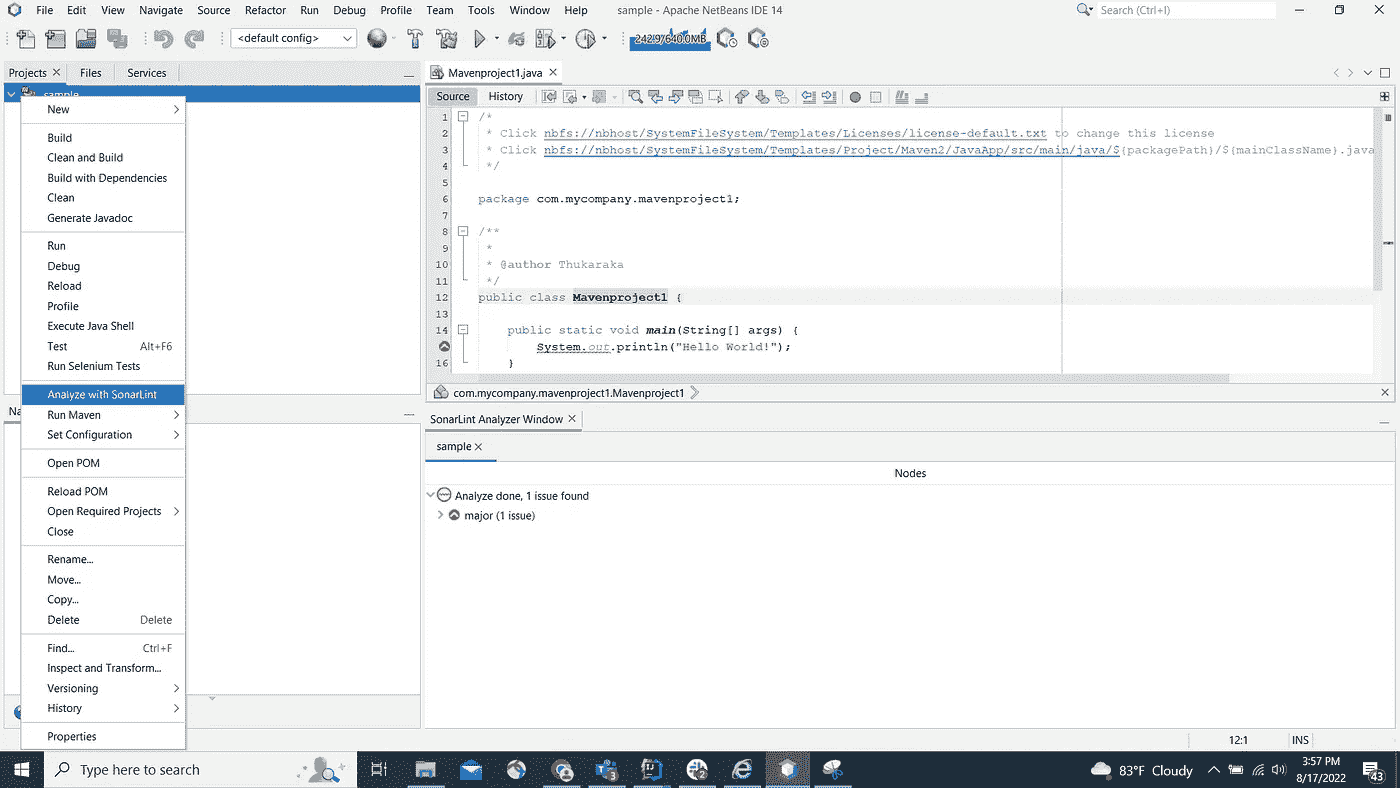 File Edit View Navigate Source Refactor Run Debug Profile Team Tools Window Help sample - Apache NetBeans IDE 14 Search (Ctrl+I)
<default config> 242.9/640.0MB
Projects Files Services
Mavenproject1.java
sample
Source History
New
Build
Clean and Build
Build with Dependencies
Clean
Generate Javadoc
Run
Debug
Reload
Profile
Execute Java Shell
Test Alt+F6
Run Selenium Tests
Analyze with SonarLint
Run Maven
Set Configuration
Open POM
Reload POM
Open Required Projects
Close
Rename...
Move...
Copy...
Delete Delete
Find... Ctrl+F
Inspect and Transform...
Versioning
History
Properties
Na
1 /*
2 * Click nbfs://nbhost/SystemFileSystem/Templates/Licenses/license-default.txt to change this license
3 * Click nbfs://nbhost/SystemFileSystem/Templates/Project/Maven2/JavaApp/src/main/java/${packagePath}/${mainClassName}.java
4 */
5
6 package com.mycompany.mavenproject1;
7
8 /**
9 *
10 * @author Thukaraka
11 */
12 public class Mavenproject1 {
13
14 public static void main(String[] args) {
System.out.println("Hello World!");
16 }
com.mycompany.mavenproject1.Mavenproject1
SonarLint Analyzer Window
sample
Nodes
Analyze done, 1 issue found
major (1 issue)
12:1 INS
Type here to search
3
2
83°F Cloudy
3:57 PM
8/17/2022
43